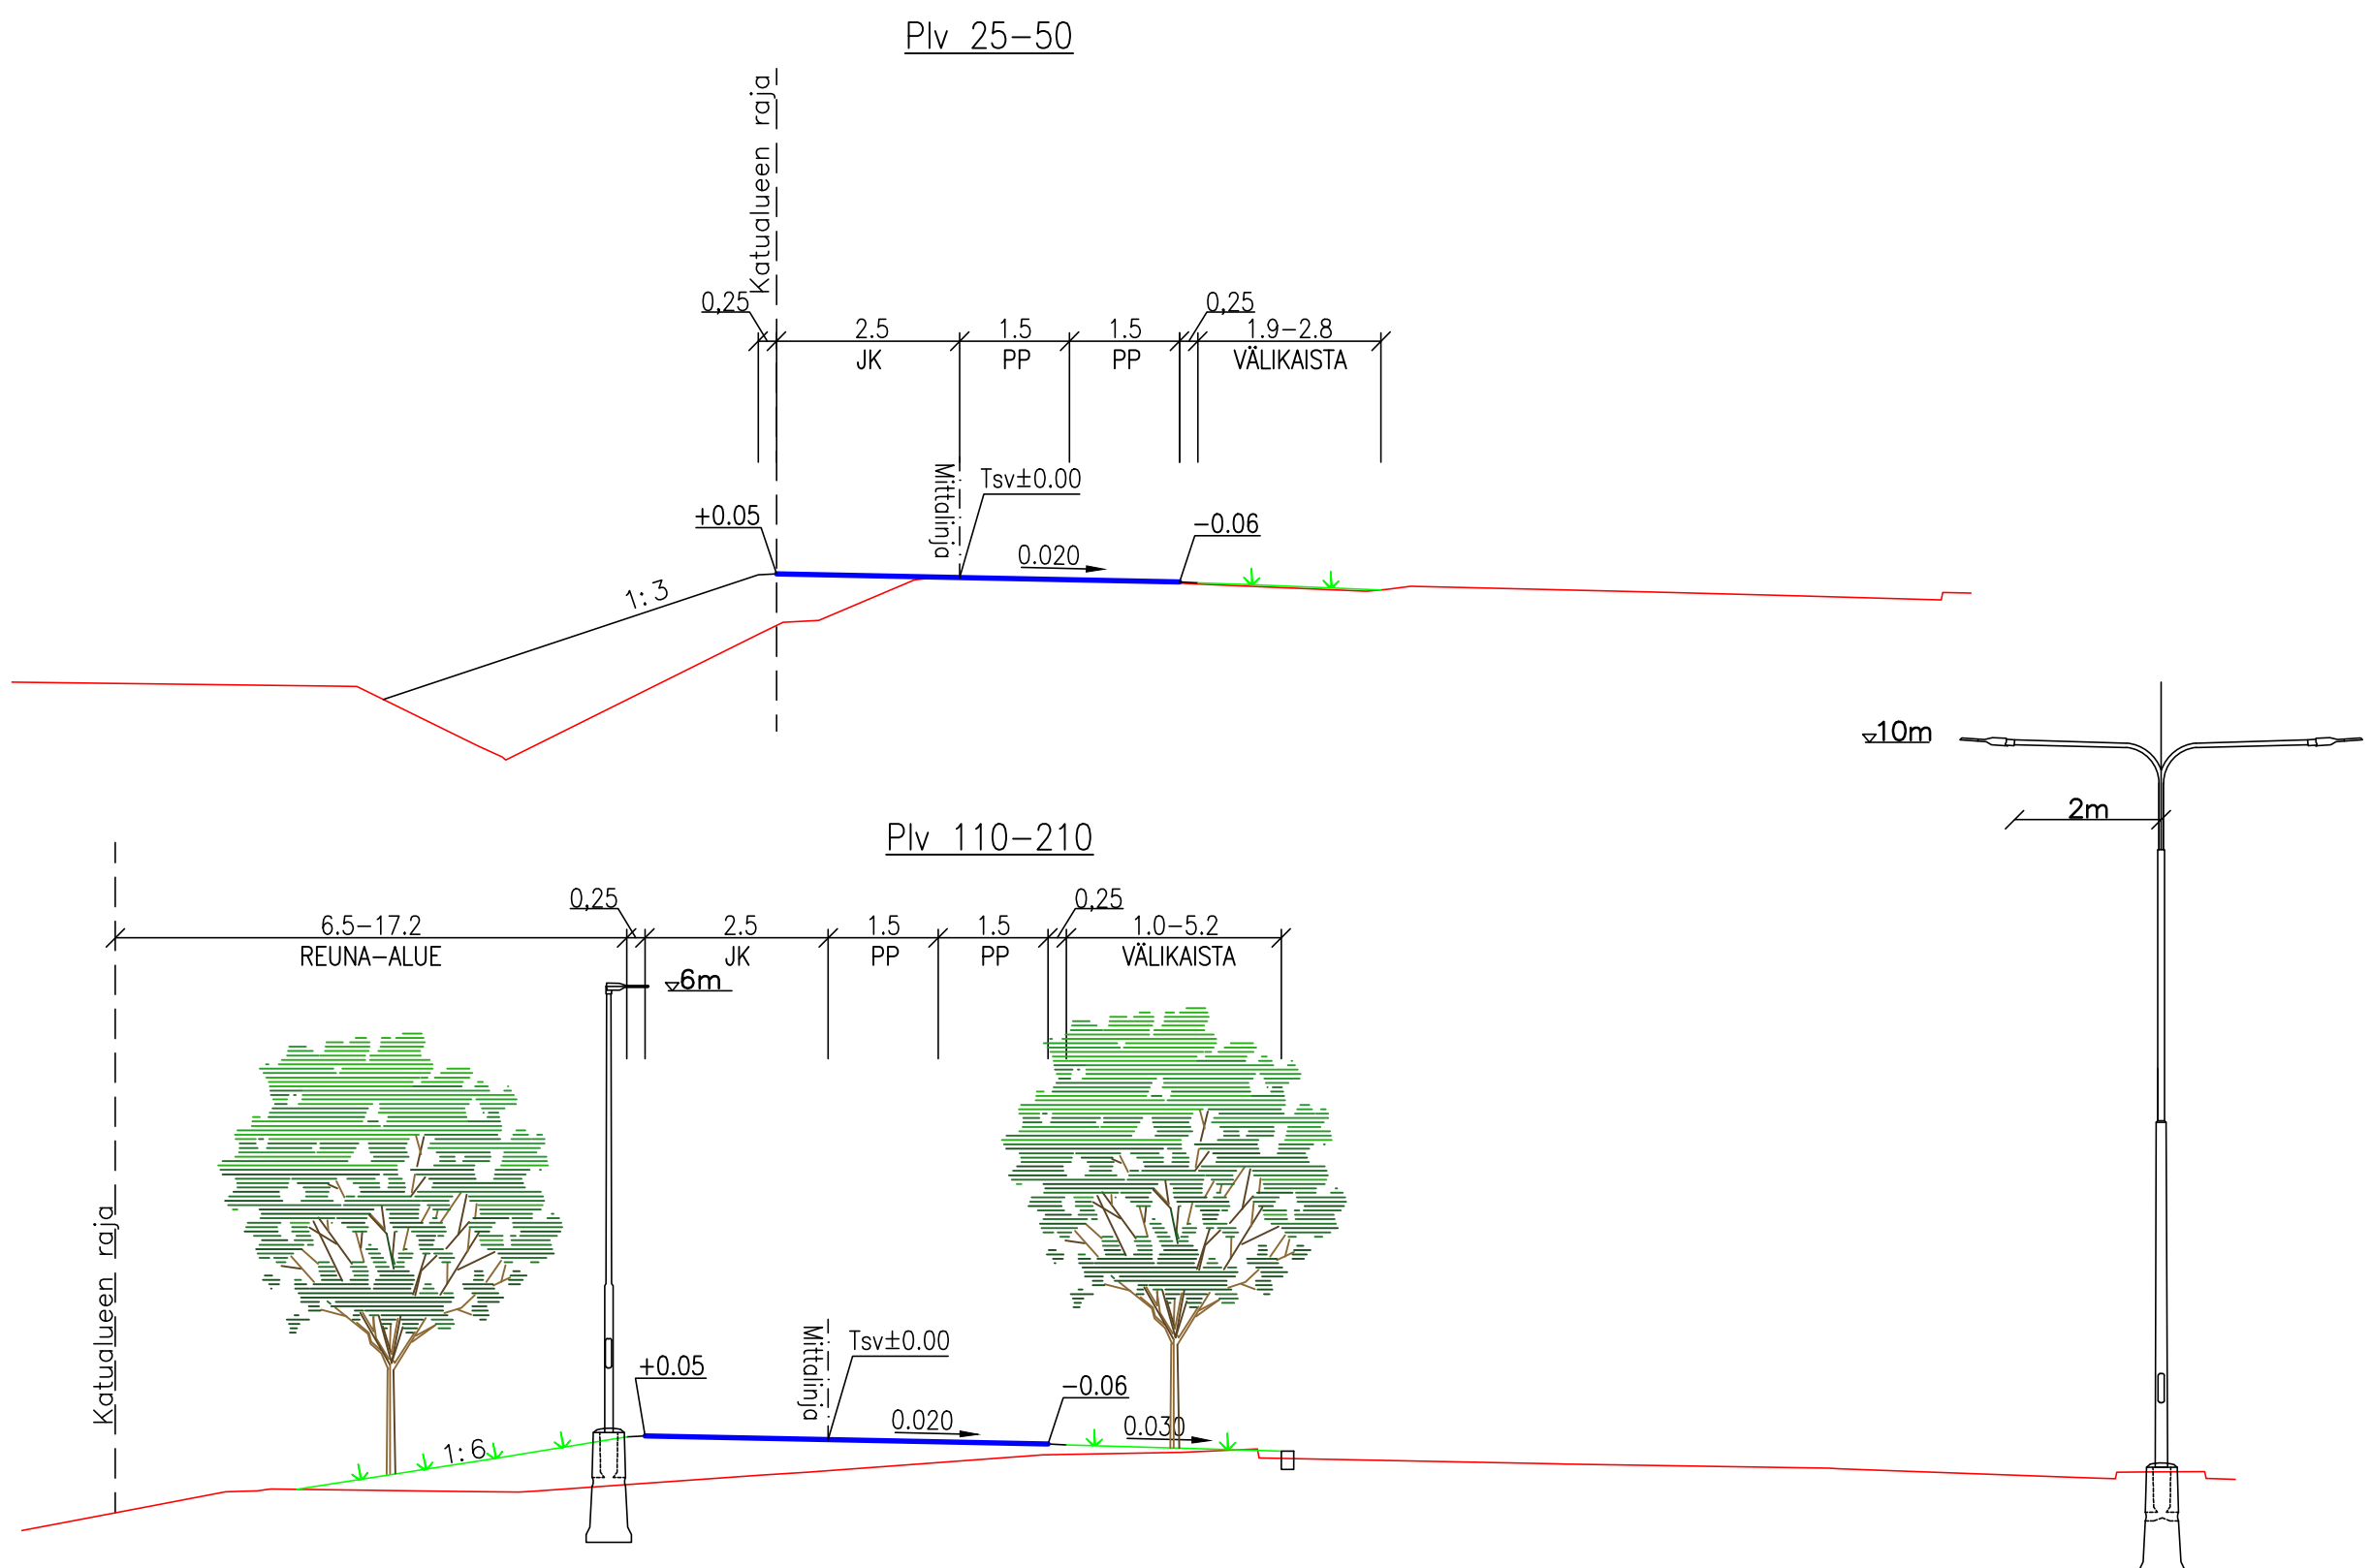 Plv 25-50
Katualueen raja
0,25
0,25
2.5
1.5
1.5
1.9-2.8
JK
PP
PP
VÄLIKAISTA
Mittalinja
Tsv±0.00
+0.05
-0.06
0.020
1:3
10m
2m
Plv 110-210
0,25
0,25
6.5-17.2
2.5
1.5
1.5
1.0-5.2
REUNA-ALUE
JK
PP
PP
VÄLIKAISTA
6m
Katualueen raja
Mittalinja
Tsv±0.00
+0.05
-0.06
0.020
0.030
1:6